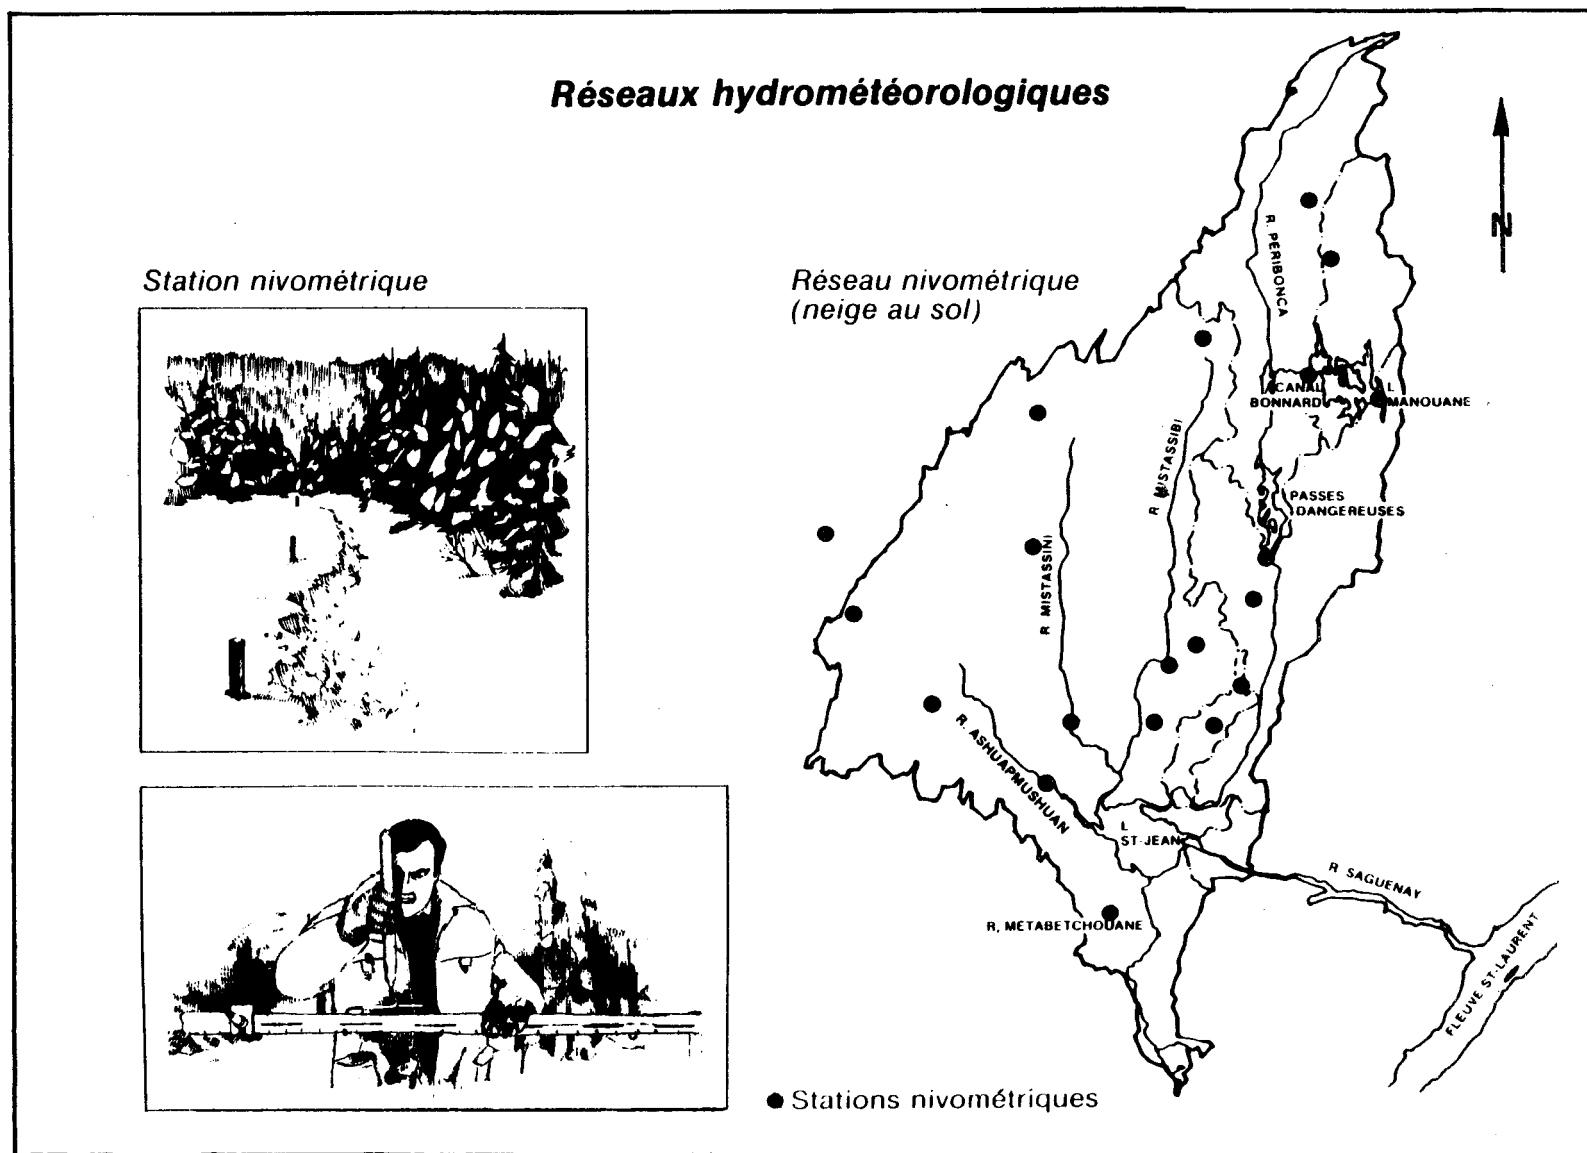 Réseaux hydrométéorologiques
N
Station nivométrique
Réseau nivométrique
(neige au sol)
R. PERIBONCA
CANAL
BONNARD
L
MANOUANE
R MISTASSIBI
PASSES
DANGEREUSES
R MISTASSINI
R. ASHUAPMUSHUAN
L
ST-JEAN
R SAGUENAY
R, METABETCHOUANE
FLEUVE ST-LAURENT
● Stations nivométriques